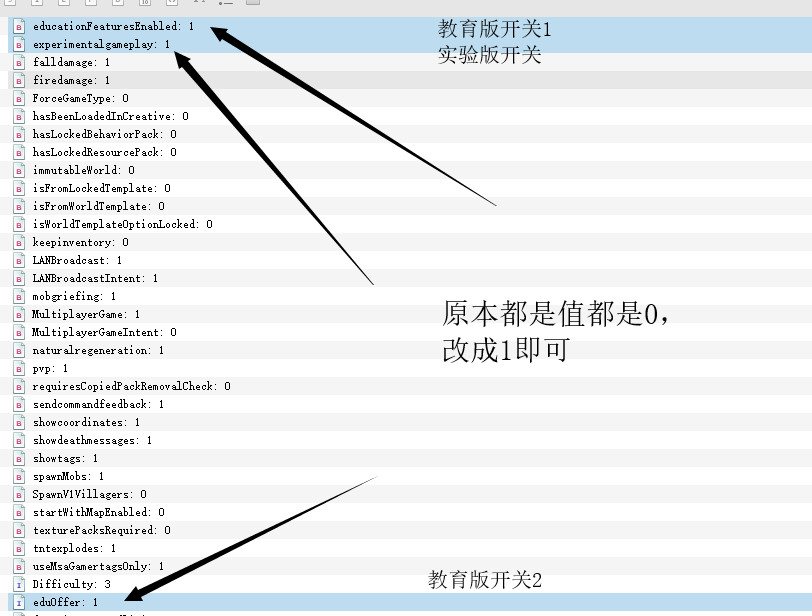 educationFeaturesEnabled: 1
教育版开关1
experimentalgameplay: 1
实验版开关
falldamage: 1
firedamage: 1
ForceGameType: 0
hasBeenLoadedInCreative: 0
hasLockedBehaviorPack: 0
hasLockedResourcePack: 0
immutableWorld: 0
isFromLockedTemplate: 0
isFromWorldTemplate: 0
isWorldTemplateOptionLocked: 0
keepinventory: 0
LANBroadcast: 1
LANBroadcastIntent: 1
mobgriefing: 1
MultiplayerGame: 1
原本都是值都是0，
MultiplayerGameIntent: 0
naturalregeneration: 1
改成1即可
pvp: 1
requiresCopiedPackRemovalCheck: 0
sendcommandfeedback: 1
showcoordinates: 1
showdeathmessages: 1
showtags: 1
spawnMobs: 1
SpawnV1Villagers: 0
startWithMapEnabled: 0
texturePacksRequired: 0
tntexplodes: 1
useMsaGamertagsOnly: 1
Difficulty: 3
教育版开关2
eduOffer: 1